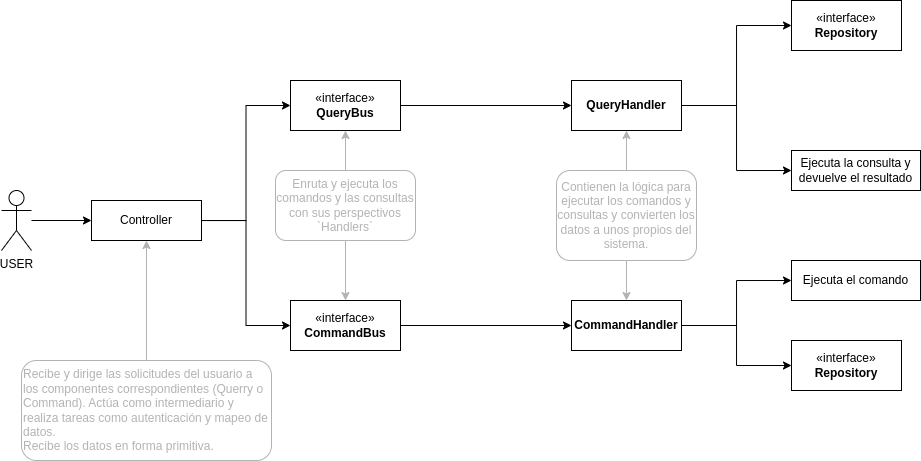 «interface»
Repository
«interface»
QueryBus
QueryHandler
Ejecuta la consulta y
devuelve el resultado
Enruta y ejecuta los
comandos y las consultas
con sus perspectivos
`Handlers`
Contienen la lógica para
ejecutar los comandos y
consultas y convierten los
datos a unos propios del
sistema.
Controller
USER
Ejecuta el comando
«interface»
CommandBus
CommandHandler
«interface»
Repository
Recibe y dirige las solicitudes del usuario a
los componentes correspondientes (Querry o
Command). Actúa como intermediario y
realiza tareas como autenticación y mapeo de
datos.
Recibe los datos en forma primitiva.